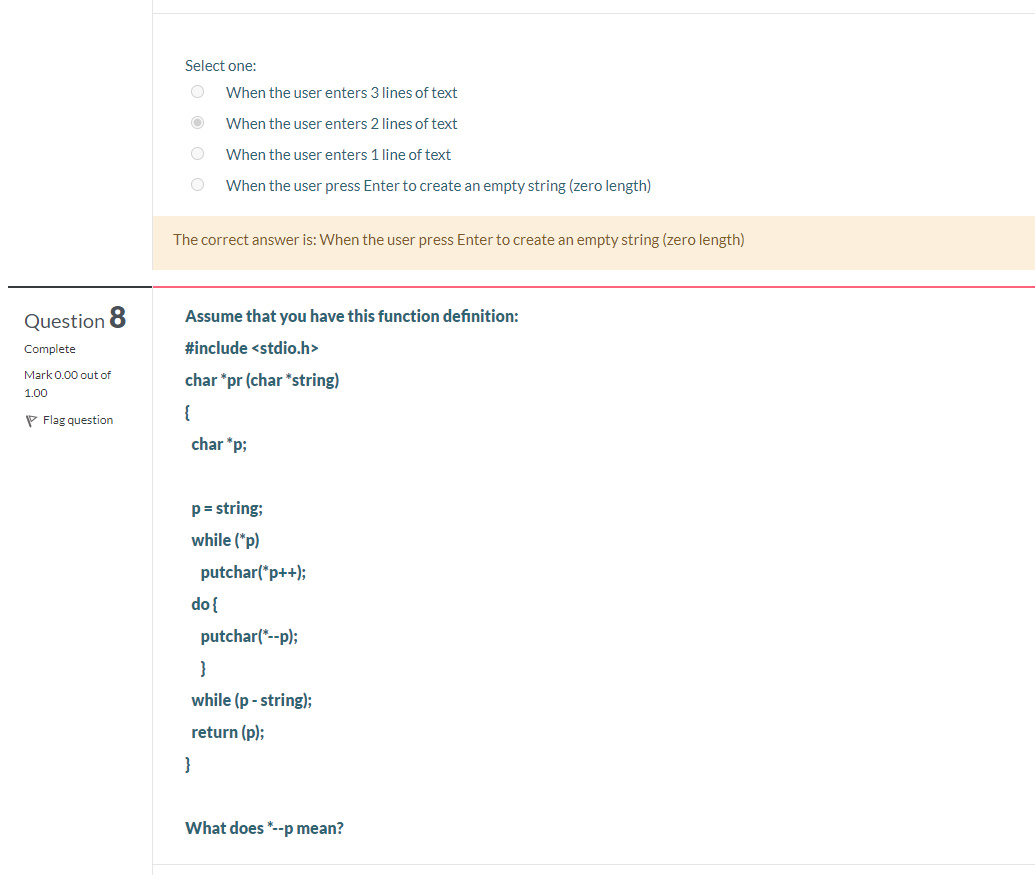 Select one:
When the user enters 3 lines of text
When the user enters 2 lines of text
When the user enters 1 line of text
When the user press Enter to create an empty string (zero length)
The correct answer is: When the user press Enter to create an empty string (zero length)
Question 8
Complete
Mark 0.00 out of
1.00
Flag question
Assume that you have this function definition:
#include <stdio.h>
char *pr (char *string)
{
char *p;
p = string;
while (*p)
putchar(*p++);
do {
putchar(*--p);
}
while (p - string);
return (p);
}
What does *--p mean?